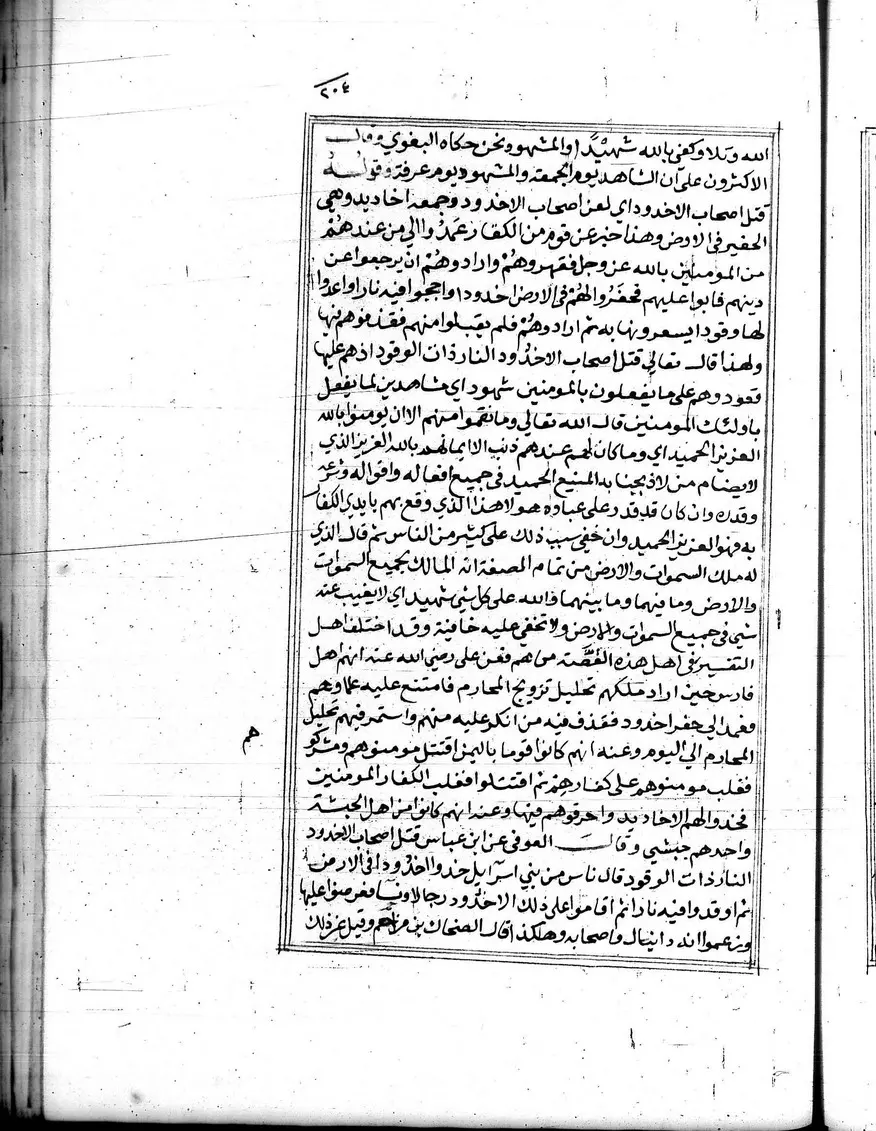 ٢٠٤
الله وتلا وكفى بالله شهيدًا والمشهود ونحن حكاه البغوي وقال
الاكثرون على ان الشاهد يوم الجمعة والمشهود يوم عرفة وقوله
قتل اصحاب الاخدود اي لعن اصحاب الاخدود وجمعه اخاديد وهي
الحفير في الارض وهذا خبر عن قوم من الكفار عمدوا الي من عندهم
من المومنين بالله عز وجل فقهروهم وارادوهم ان يرجعوا عن
دينهم فابوا عليهم فحفروا لهم في الارض اخدودا واججوا فيه نارا واعدوا
لها وقودا يسعرونها به ثم ارادوهم فلم يقبلوا منهم فقذفوهم فيها
ولهذا قال تعالي قتل اصحاب الاخدود النار ذات الوقود اذ هم عليها
قعود وهم على ما يفعلون بالمومنين شهود اي مشاهدين لما يفعل
باولئك المومنين قال الله تعالي وما نقموا منهم الا ان يومنوا بالله
العزيز الحميد اي وما كان لهم عندهم ذنب الا ايمانهم بالله العزيز الذي
لا يضام من لاذ بجنابه المنيع الحميد في جميع افعاله واقواله وشرعه
وقدره وان كان قد قدر على عباده هولا هذا الذي وقع بهم بايدي الكفار
به فهو العزيز الحميد وان خفي سبب ذلك على كثير من الناس ثم قال الذي
له ملك السموات والارض من تمام الصفة انه المالك لجميع السموات
والارض وما فيهما وما بينهما والله على كل شي شهيد اي لا يغيب عنه
شي في جميع السموات والارض ولا تخفي عليه خافية وقد اختلف اهل
التفسير في اهل هذه القصة من هم فعن على رضي الله عنه انهم اهل
فارس حين اراد ملكهم تحليل تزويج المحارم فامتنع عليه علماوهم
فعمد الي حفر اخدود فقذف فيه من انكر عليه منهم واستمر فيهم تحليل
المحارم الي اليوم وعنه انهم كانوا قوما باليمن اقتتل مومنوهم ومشركو
هم
فغلب مومنوهم على كفارهم ثم اقتتلوا فغلب الكفار المومنين
فخدوا لهم الاخاديد واحرقوهم فيها وعنه انهم كانوا من اهل الحبشة
واحدهم حبشي وقال العوفي عن ابن عباس قتل اصحاب الاخدود
النار ذات الوقود قال ناس من بني اسرآيل خدوا اخدودا في الارض
ثم اوقدوا فيه نارا ثم اقاموا على ذلك الاخدود رجالا ونسا فعرضوا عليها
وزعموا انه دانيال واصحابه وهكذا قال الضحاك بن مزاحم وقيل غير ذلك